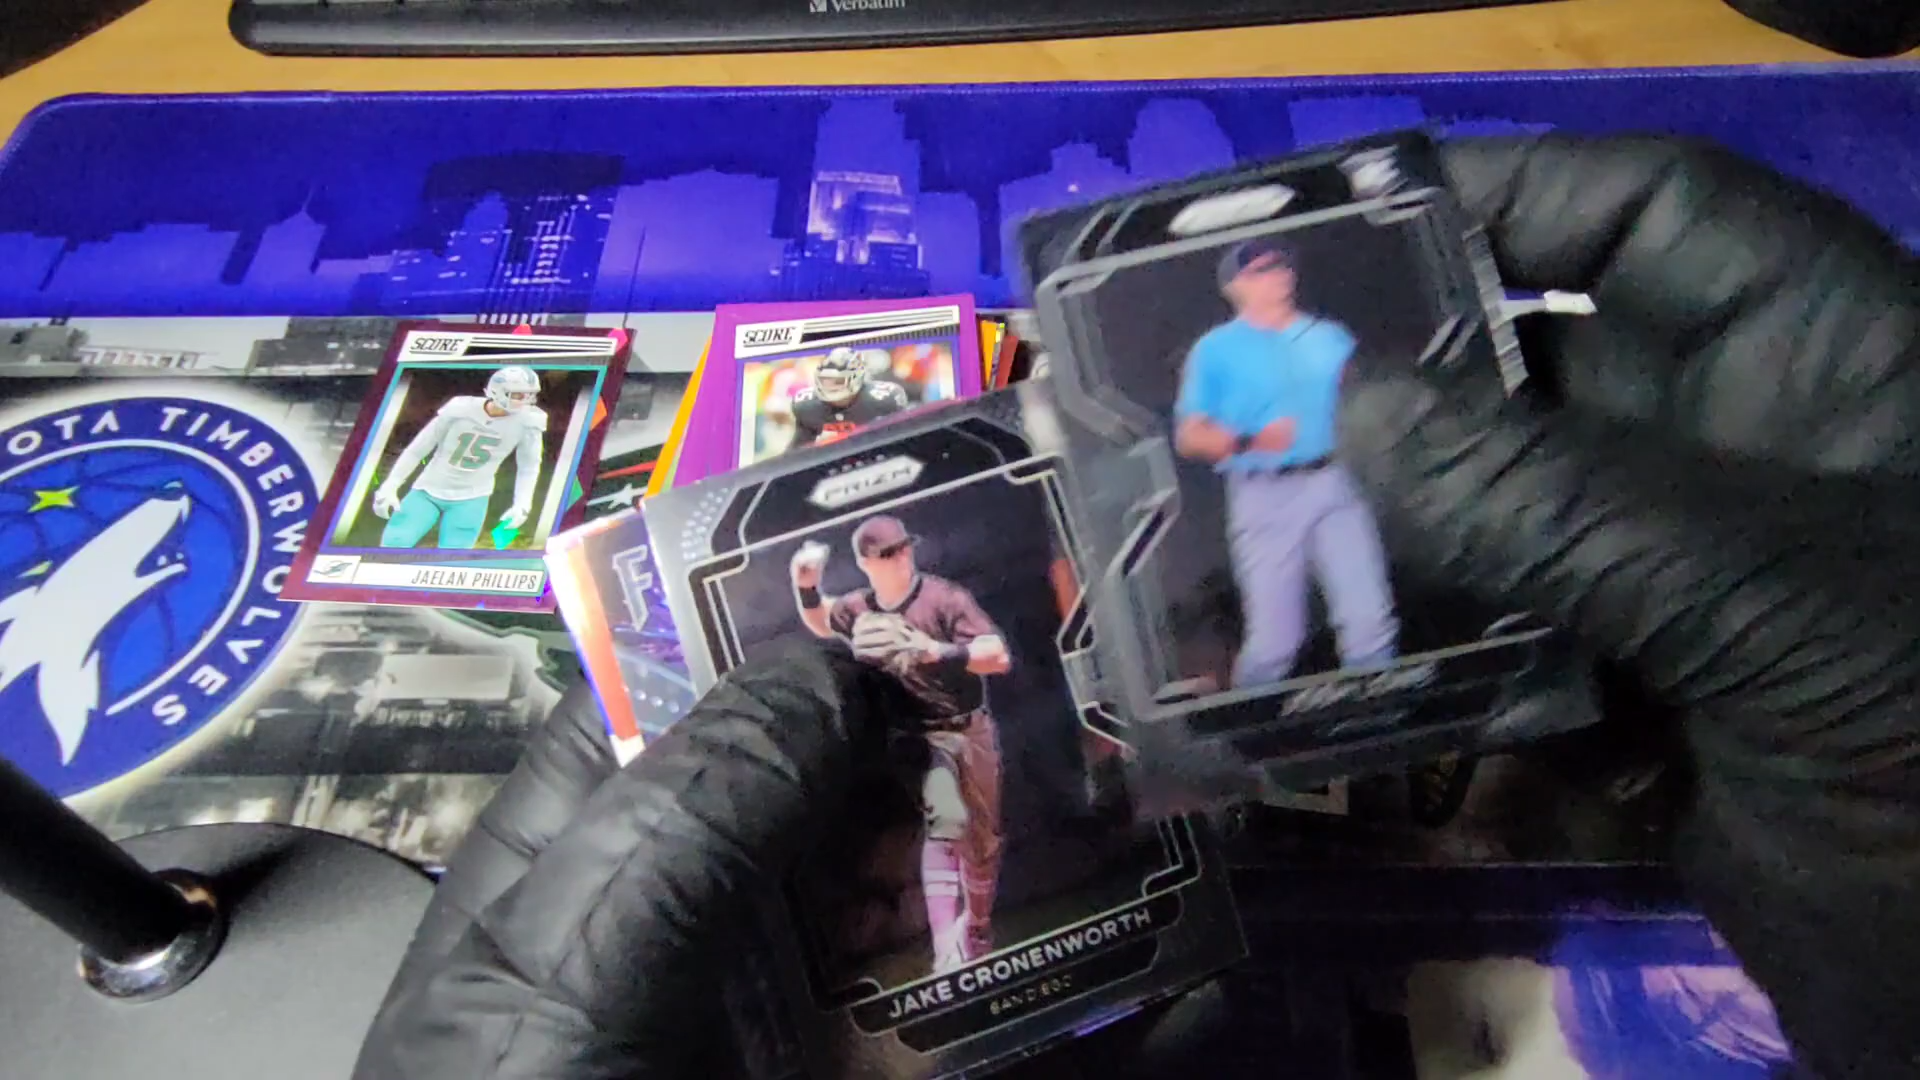 Verbatim
SCORE
15
JAELAN PHILLIPS
SCORE
OTA TIMBERWOLVES
PRIZM
JAKE CRONENWORTH
SAN DIEGO